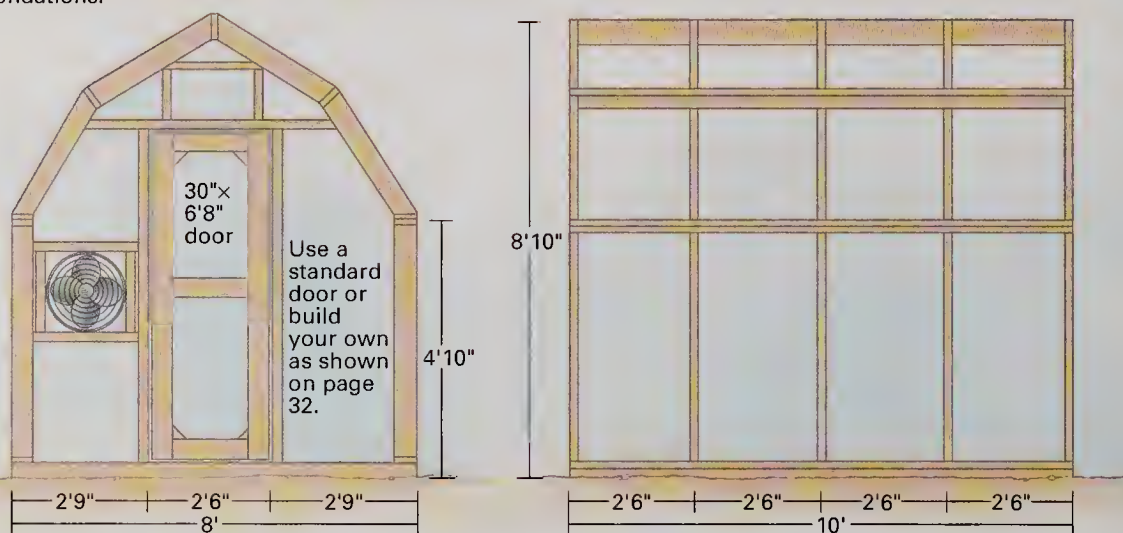 30"×
6'8"
door
Use a
standard
door or
build
your own
as shown
on page
32.
4'10"
2'9" 2'6" 2'9"
8'
8'10"
2'6" 2'6" 2'6" 2'6"
10'